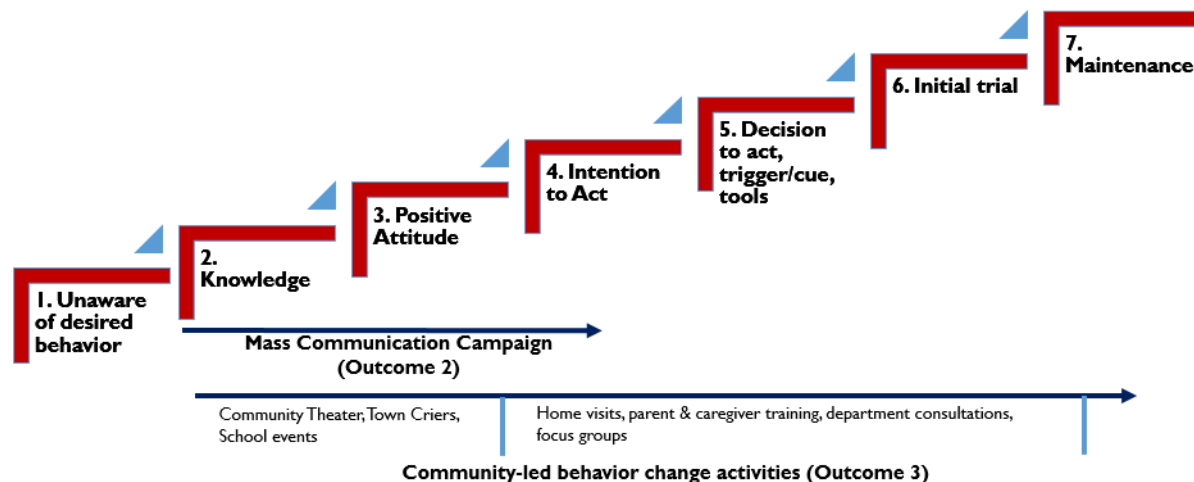 1. Unaware
of desired
behavior
2.
Knowledge
3. Positive
Attitude
4. Intention
to Act
5. Decision
to act,
trigger/cue,
tools
6. Initial trial
7.
Maintenance
Mass Communication Campaign
(Outcome 2)
Community Theater, Town Criers,
School events
Home visits, parent & caregiver training, department consultations,
focus groups
Community-led behavior change activities (Outcome 3)